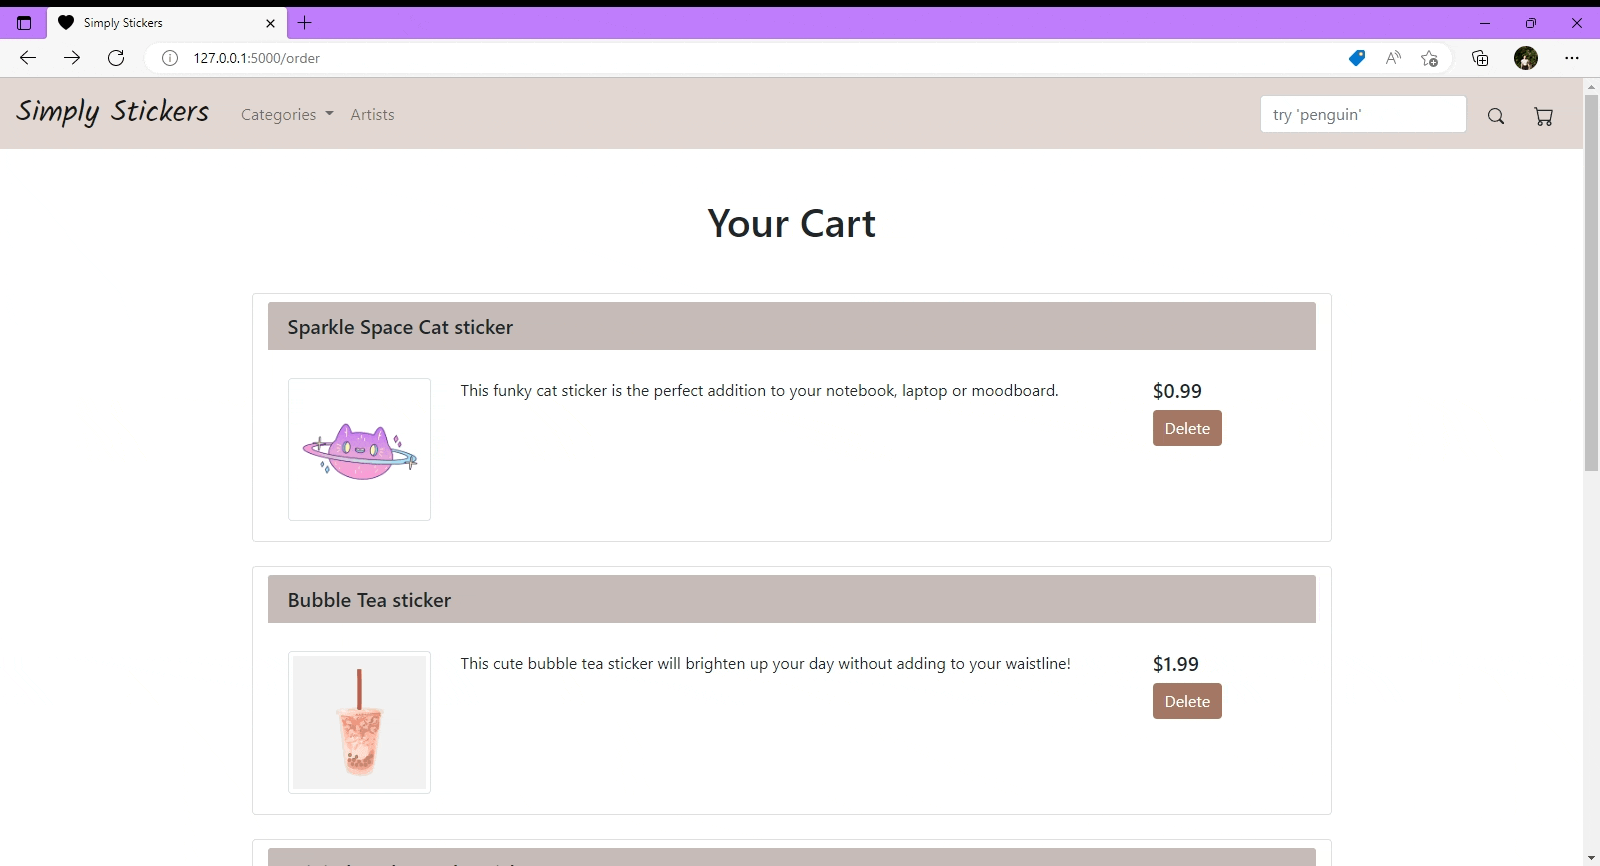 Simply Stickers
127.0.0.1:5000/order
Simply Stickers
Categories
Artists
try 'penguin'
Your Cart
Sparkle Space Cat sticker
This funky cat sticker is the perfect addition to your notebook, laptop or moodboard.
$0.99
Delete
Bubble Tea sticker
This cute bubble tea sticker will brighten up your day without adding to your waistline!
$1.99
Delete